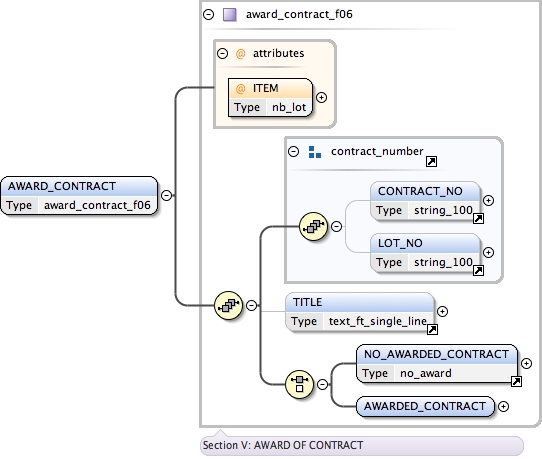 award_contract_f06
@ attributes
@ ITEM
Type nb_lot
contract_number
AWARD_CONTRACT
Type award_contract_f06
CONTRACT_NO
Type string_100
LOT_NO
Type string_100
TITLE
Type text_ft_single_line
NO_AWARDED_CONTRACT
Type no_award
AWARDED_CONTRACT
Section V: AWARD OF CONTRACT